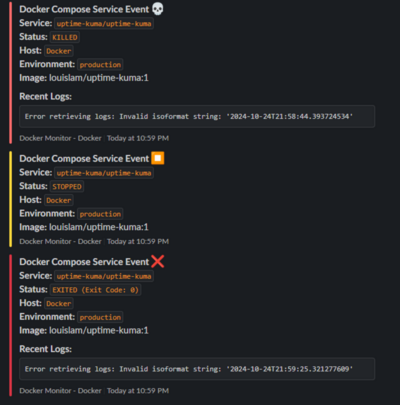 Docker Compose Service Event 💀
Service: uptime-kuma/uptime-kuma
Status: KILLED
Host: Docker
Environment: production
Image: louislam/uptime-kuma:1
Recent Logs:
Error retrieving logs: Invalid isoformat string: '2024-10-24T21:58:44.393724534'
Docker Monitor - Docker Today at 10:59 PM
Docker Compose Service Event ⏹️
Service: uptime-kuma/uptime-kuma
Status: STOPPED
Host: Docker
Environment: production
Image: louislam/uptime-kuma:1
Docker Monitor - Docker Today at 10:59 PM
Docker Compose Service Event ❌
Service: uptime-kuma/uptime-kuma
Status: EXITED (Exit Code: 0)
Host: Docker
Environment: production
Image: louislam/uptime-kuma:1
Recent Logs:
Error retrieving logs: Invalid isoformat string: '2024-10-24T21:59:25.321277609'
Docker Monitor - Docker Today at 10:59 PM